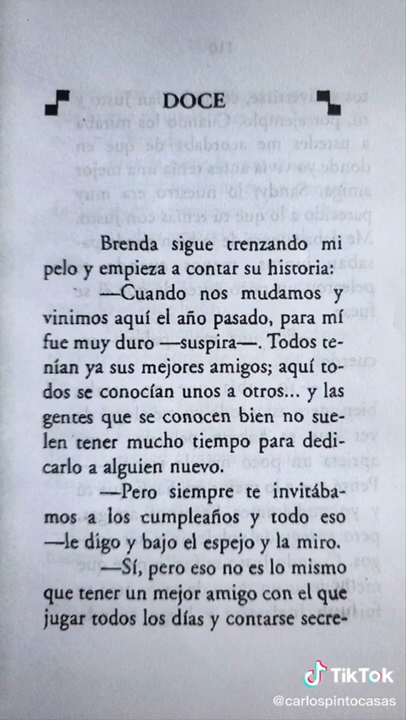 DOCE
Brenda sigue trenzando mi
pelo y empieza a contar su historia:
—Cuando nos mudamos y
vinimos aquí el año pasado, para mí
fue muy duro —suspira—. Todos te-
nían ya sus mejores amigos; aquí to-
dos se conocían unos a otros... y las
gentes que se conocen bien no sue-
len tener mucho tiempo para dedi-
carlo a alguien nuevo.
—Pero siempre te invitába-
mos a los cumpleaños y todo eso
—le digo y bajo el espejo y la miro.
—Sí, pero eso no es lo mismo
que tener un mejor amigo con el que
jugar todos los días y contarse secre-
TikTok
@carlospintocasas